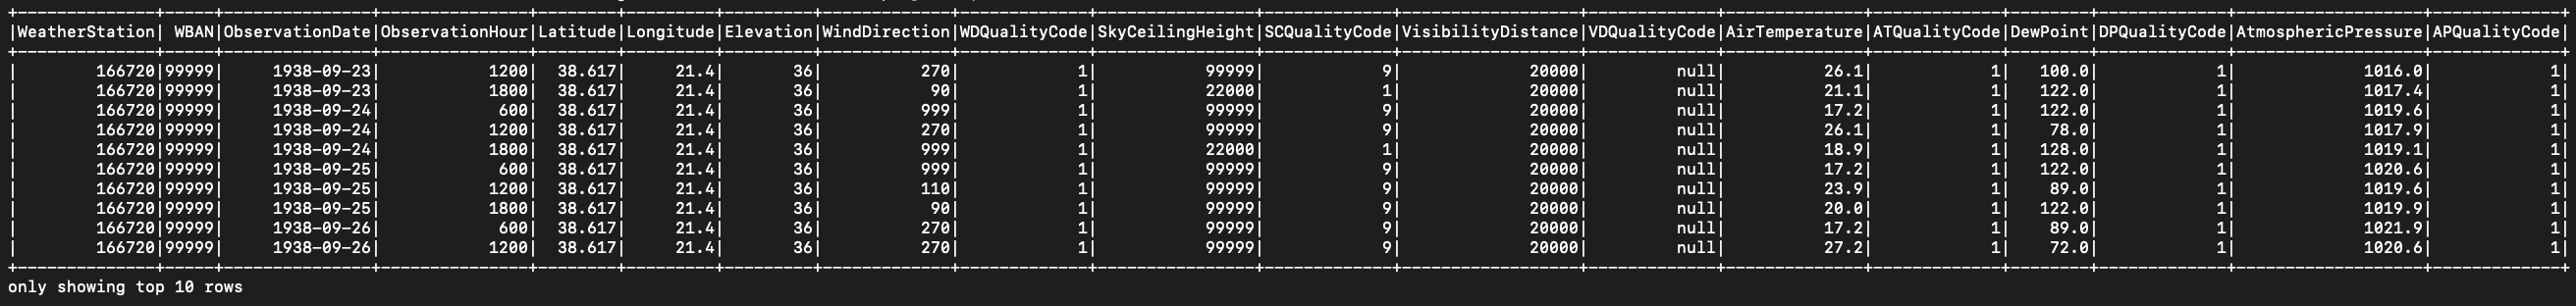 +--------------+-----+---------------+---------------+--------+---------+---------+-------------+-------------+----------------+-------------+------------------+-------------+--------------+-------------+--------+-------------+-------------------+-------------+
|WeatherStation| WBAN|ObservationDate|ObservationHour|Latitude|Longitude|Elevation|WindDirection|WDQualityCode|SkyCeilingHeight|SCQualityCode|VisibilityDistance|VDQualityCode|AirTemperature|ATQualityCode|DewPoint|DPQualityCode|AtmosphericPressure|APQualityCode|
+--------------+-----+---------------+---------------+--------+---------+---------+-------------+-------------+----------------+-------------+------------------+-------------+--------------+-------------+--------+-------------+-------------------+-------------+
|        166720|99999|     1938-09-23|           1200|  38.617|     21.4|       36|          270|            1|           99999|            9|             20000|         null|          26.1|            1|   100.0|            1|             1016.0|            1|
|        166720|99999|     1938-09-23|           1800|  38.617|     21.4|       36|           90|            1|           22000|            1|             20000|         null|          21.1|            1|   122.0|            1|             1017.4|            1|
|        166720|99999|     1938-09-24|            600|  38.617|     21.4|       36|          999|            1|           99999|            9|             20000|         null|          17.2|            1|   122.0|            1|             1019.6|            1|
|        166720|99999|     1938-09-24|           1200|  38.617|     21.4|       36|          270|            1|           99999|            9|             20000|         null|          26.1|            1|    78.0|            1|             1017.9|            1|
|        166720|99999|     1938-09-24|           1800|  38.617|     21.4|       36|          999|            1|           22000|            1|             20000|         null|          18.9|            1|   128.0|            1|             1019.1|            1|
|        166720|99999|     1938-09-25|            600|  38.617|     21.4|       36|          999|            1|           99999|            9|             20000|         null|          17.2|            1|   122.0|            1|             1020.6|            1|
|        166720|99999|     1938-09-25|           1200|  38.617|     21.4|       36|          110|            1|           99999|            9|             20000|         null|          23.9|            1|    89.0|            1|             1019.6|            1|
|        166720|99999|     1938-09-25|           1800|  38.617|     21.4|       36|           90|            1|           99999|            9|             20000|         null|          20.0|            1|   122.0|            1|             1019.9|            1|
|        166720|99999|     1938-09-26|            600|  38.617|     21.4|       36|          270|            1|           99999|            9|             20000|         null|          17.2|            1|    89.0|            1|             1021.9|            1|
|        166720|99999|     1938-09-26|           1200|  38.617|     21.4|       36|          270|            1|           99999|            9|             20000|         null|          27.2|            1|    72.0|            1|             1020.6|            1|
+--------------+-----+---------------+---------------+--------+---------+---------+-------------+-------------+----------------+-------------+------------------+-------------+--------------+-------------+--------+-------------+-------------------+-------------+
only showing top 10 rows